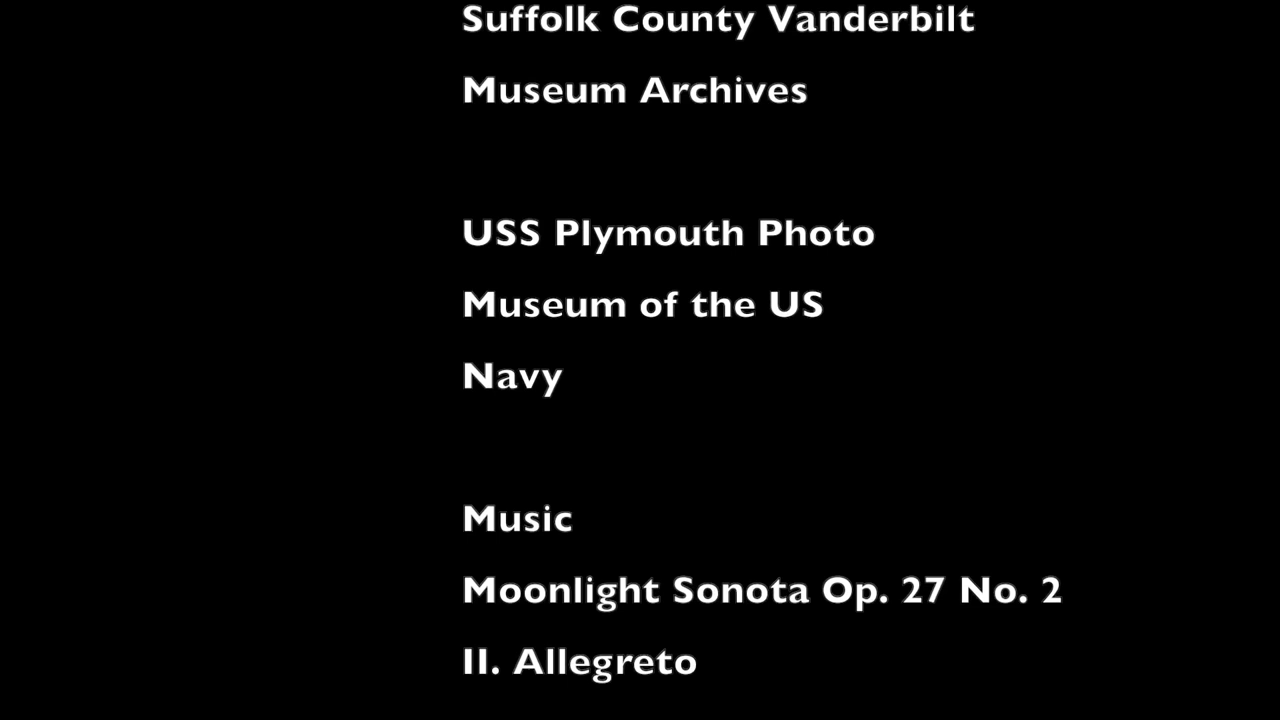 Suffolk County Vanderbilt
Museum Archives
USS Plymouth Photo
Museum of the US
Navy
Music
Moonlight Sonota Op. 27 No. 2
II. Allegreto